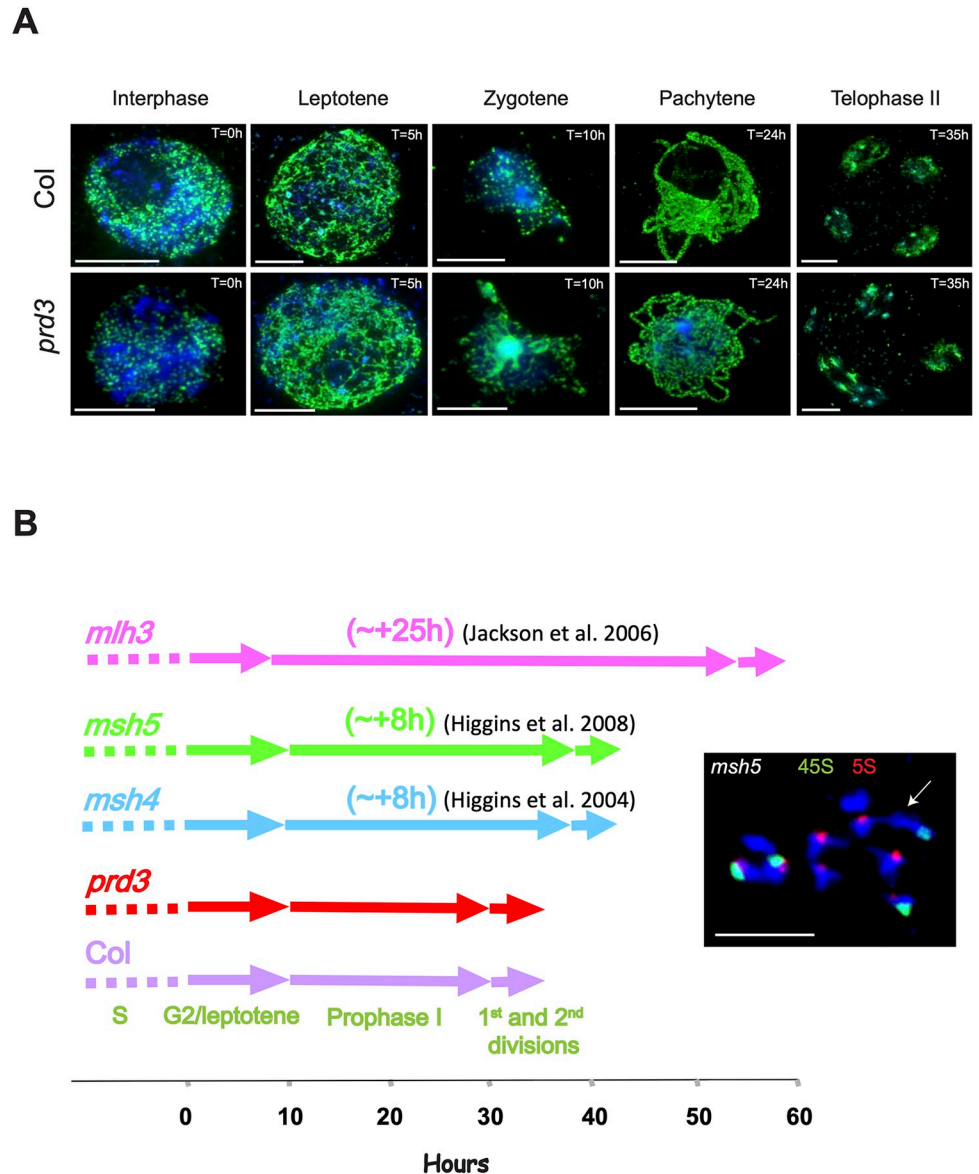 A
Interphase Leptotene Zygotene Pachytene Telophase II
Col
T=0h T=5h T=10h T=24h T=35h
prd3
T=0h T=5h T=10h T=24h T=35h
B
mlh3 (~+25h) (Jackson et al. 2006)
msh5 (~+8h) (Higgins et al. 2008)
msh4 (~+8h) (Higgins et al. 2004)
prd3
Col
S G2/leptotene Prophase I 1st and 2nd
divisions
0 10 20 30 40 50 60
Hours
msh5 45S 5S